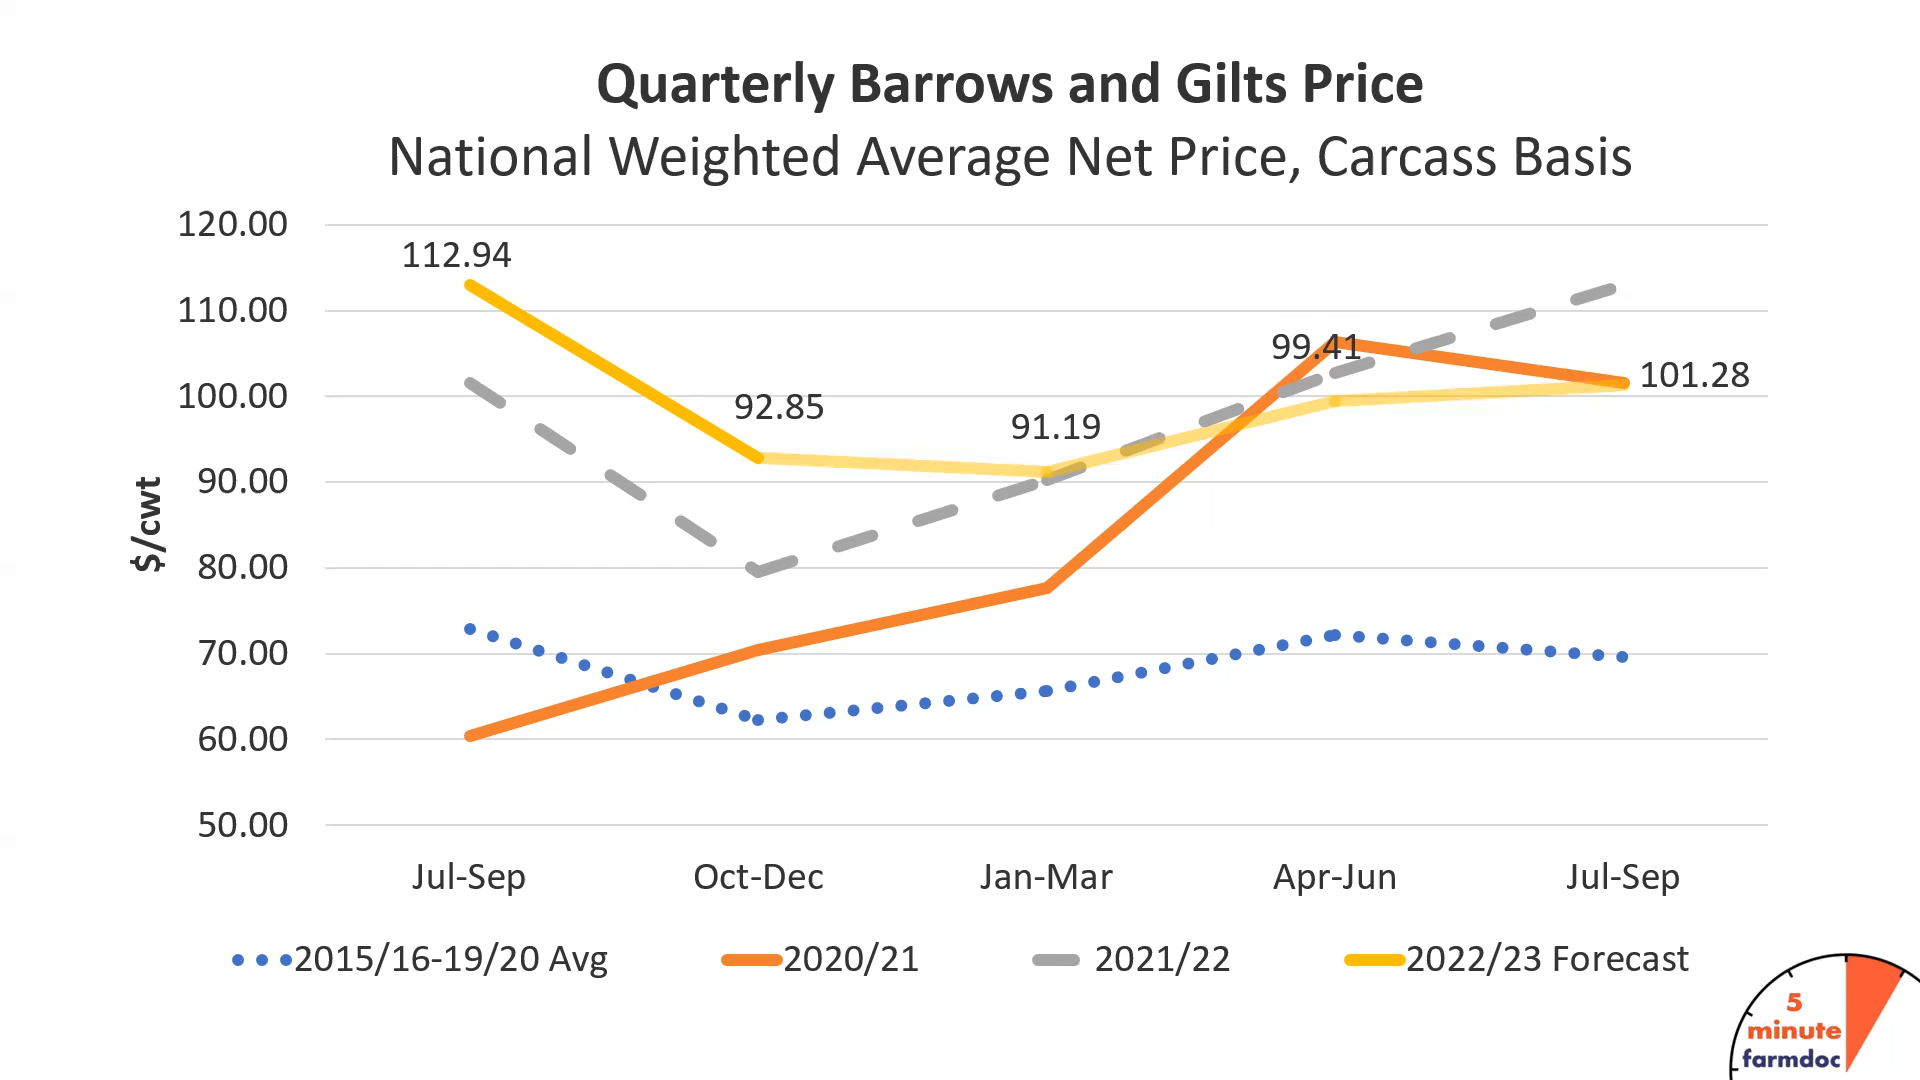 Quarterly Barrows and Gilts Price
National Weighted Average Net Price, Carcass Basis
120.00
110.00
100.00
90.00
80.00
70.00
60.00
50.00
$/cwt
112.94
92.85
91.19
99.41
101.28
Jul-Sep Oct-Dec Jan-Mar Apr-Jun Jul-Sep
2015/16-19/20 Avg 2020/21 2021/22 2022/23 Forecast
5
minute
farmdoc